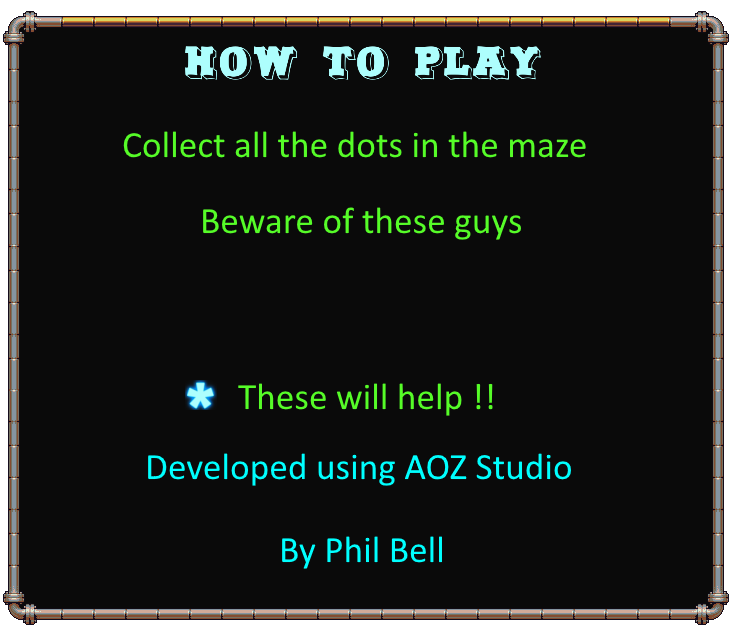 HOW TO PLAY
Collect all the dots in the maze
Beware of these guys
* These will help !!
Developed using AOZ Studio
By Phil Bell